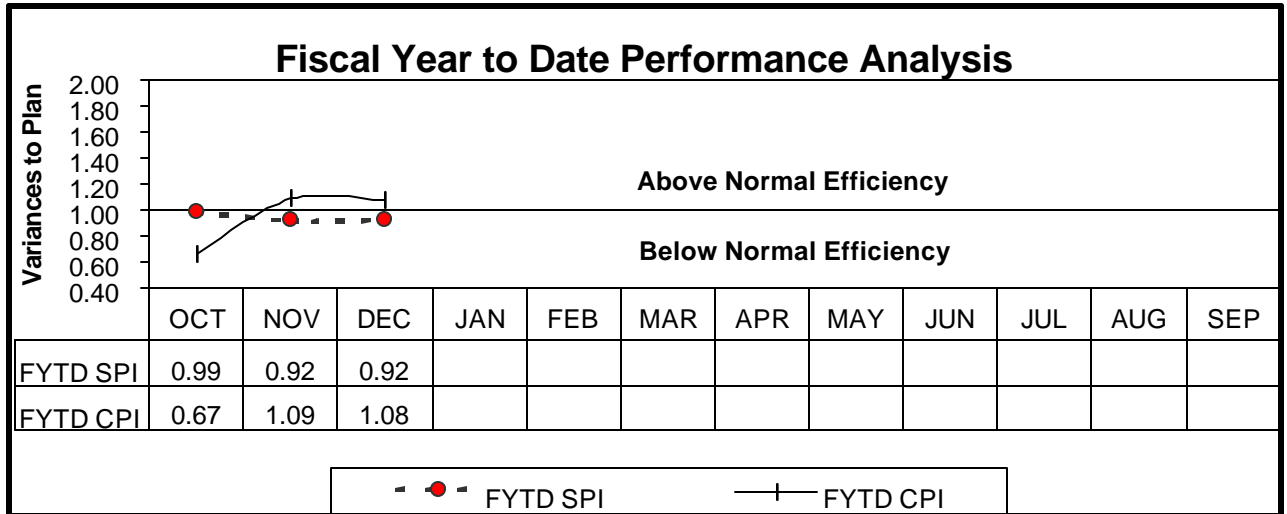 Fiscal Year to Date Performance Analysis
Variances to Plan
2.00
1.80
1.60
1.40
1.20
1.00
0.80
0.60
0.40
Above Normal Efficiency
Below Normal Efficiency
OCT NOV DEC JAN FEB MAR APR MAY JUN JUL AUG SEP
FYTD SPI 0.99 0.92 0.92
FYTD CPI 0.67 1.09 1.08
FYTD SPI FYTD CPI